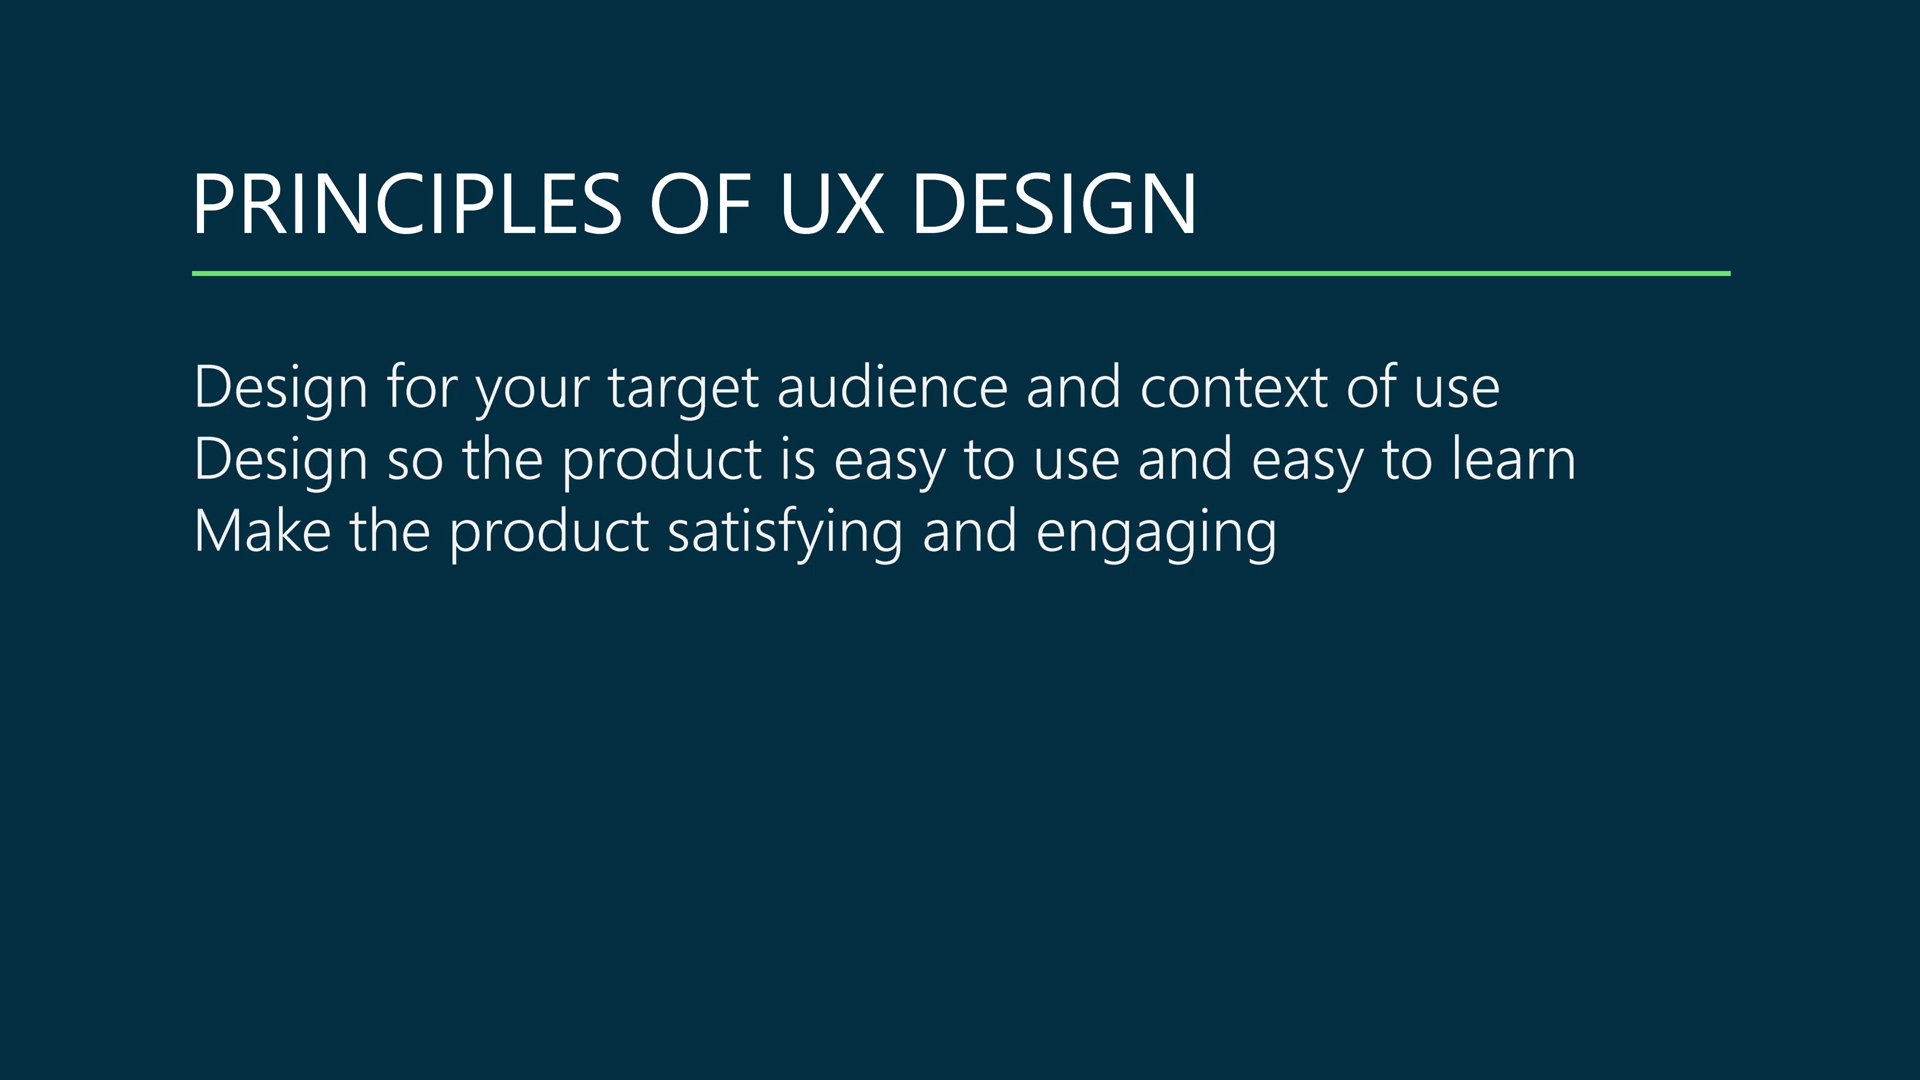 PRINCIPLES OF UX DESIGN
Design for your target audience and context of use
Design so the product is easy to use and easy to learn
Make the product satisfying and engaging